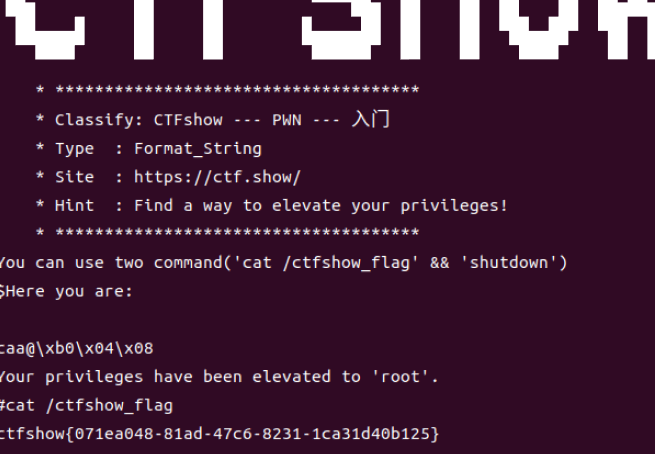 CTFSHOW
* *************************************
* Classify: CTFshow --- PWN --- 入门
* Type  : Format_String
* Site  : https://ctf.show/
* Hint  : Find a way to elevate your privileges!
* *************************************
You can use two command('cat /ctfshow_flag' && 'shutdown')
$Here you are:
caa@\xb0\x04\x08
Your privileges have been elevated to 'root'.
#cat /ctfshow_flag
ctfshow{071ea048-81ad-47c6-8231-1ca31d40b125}